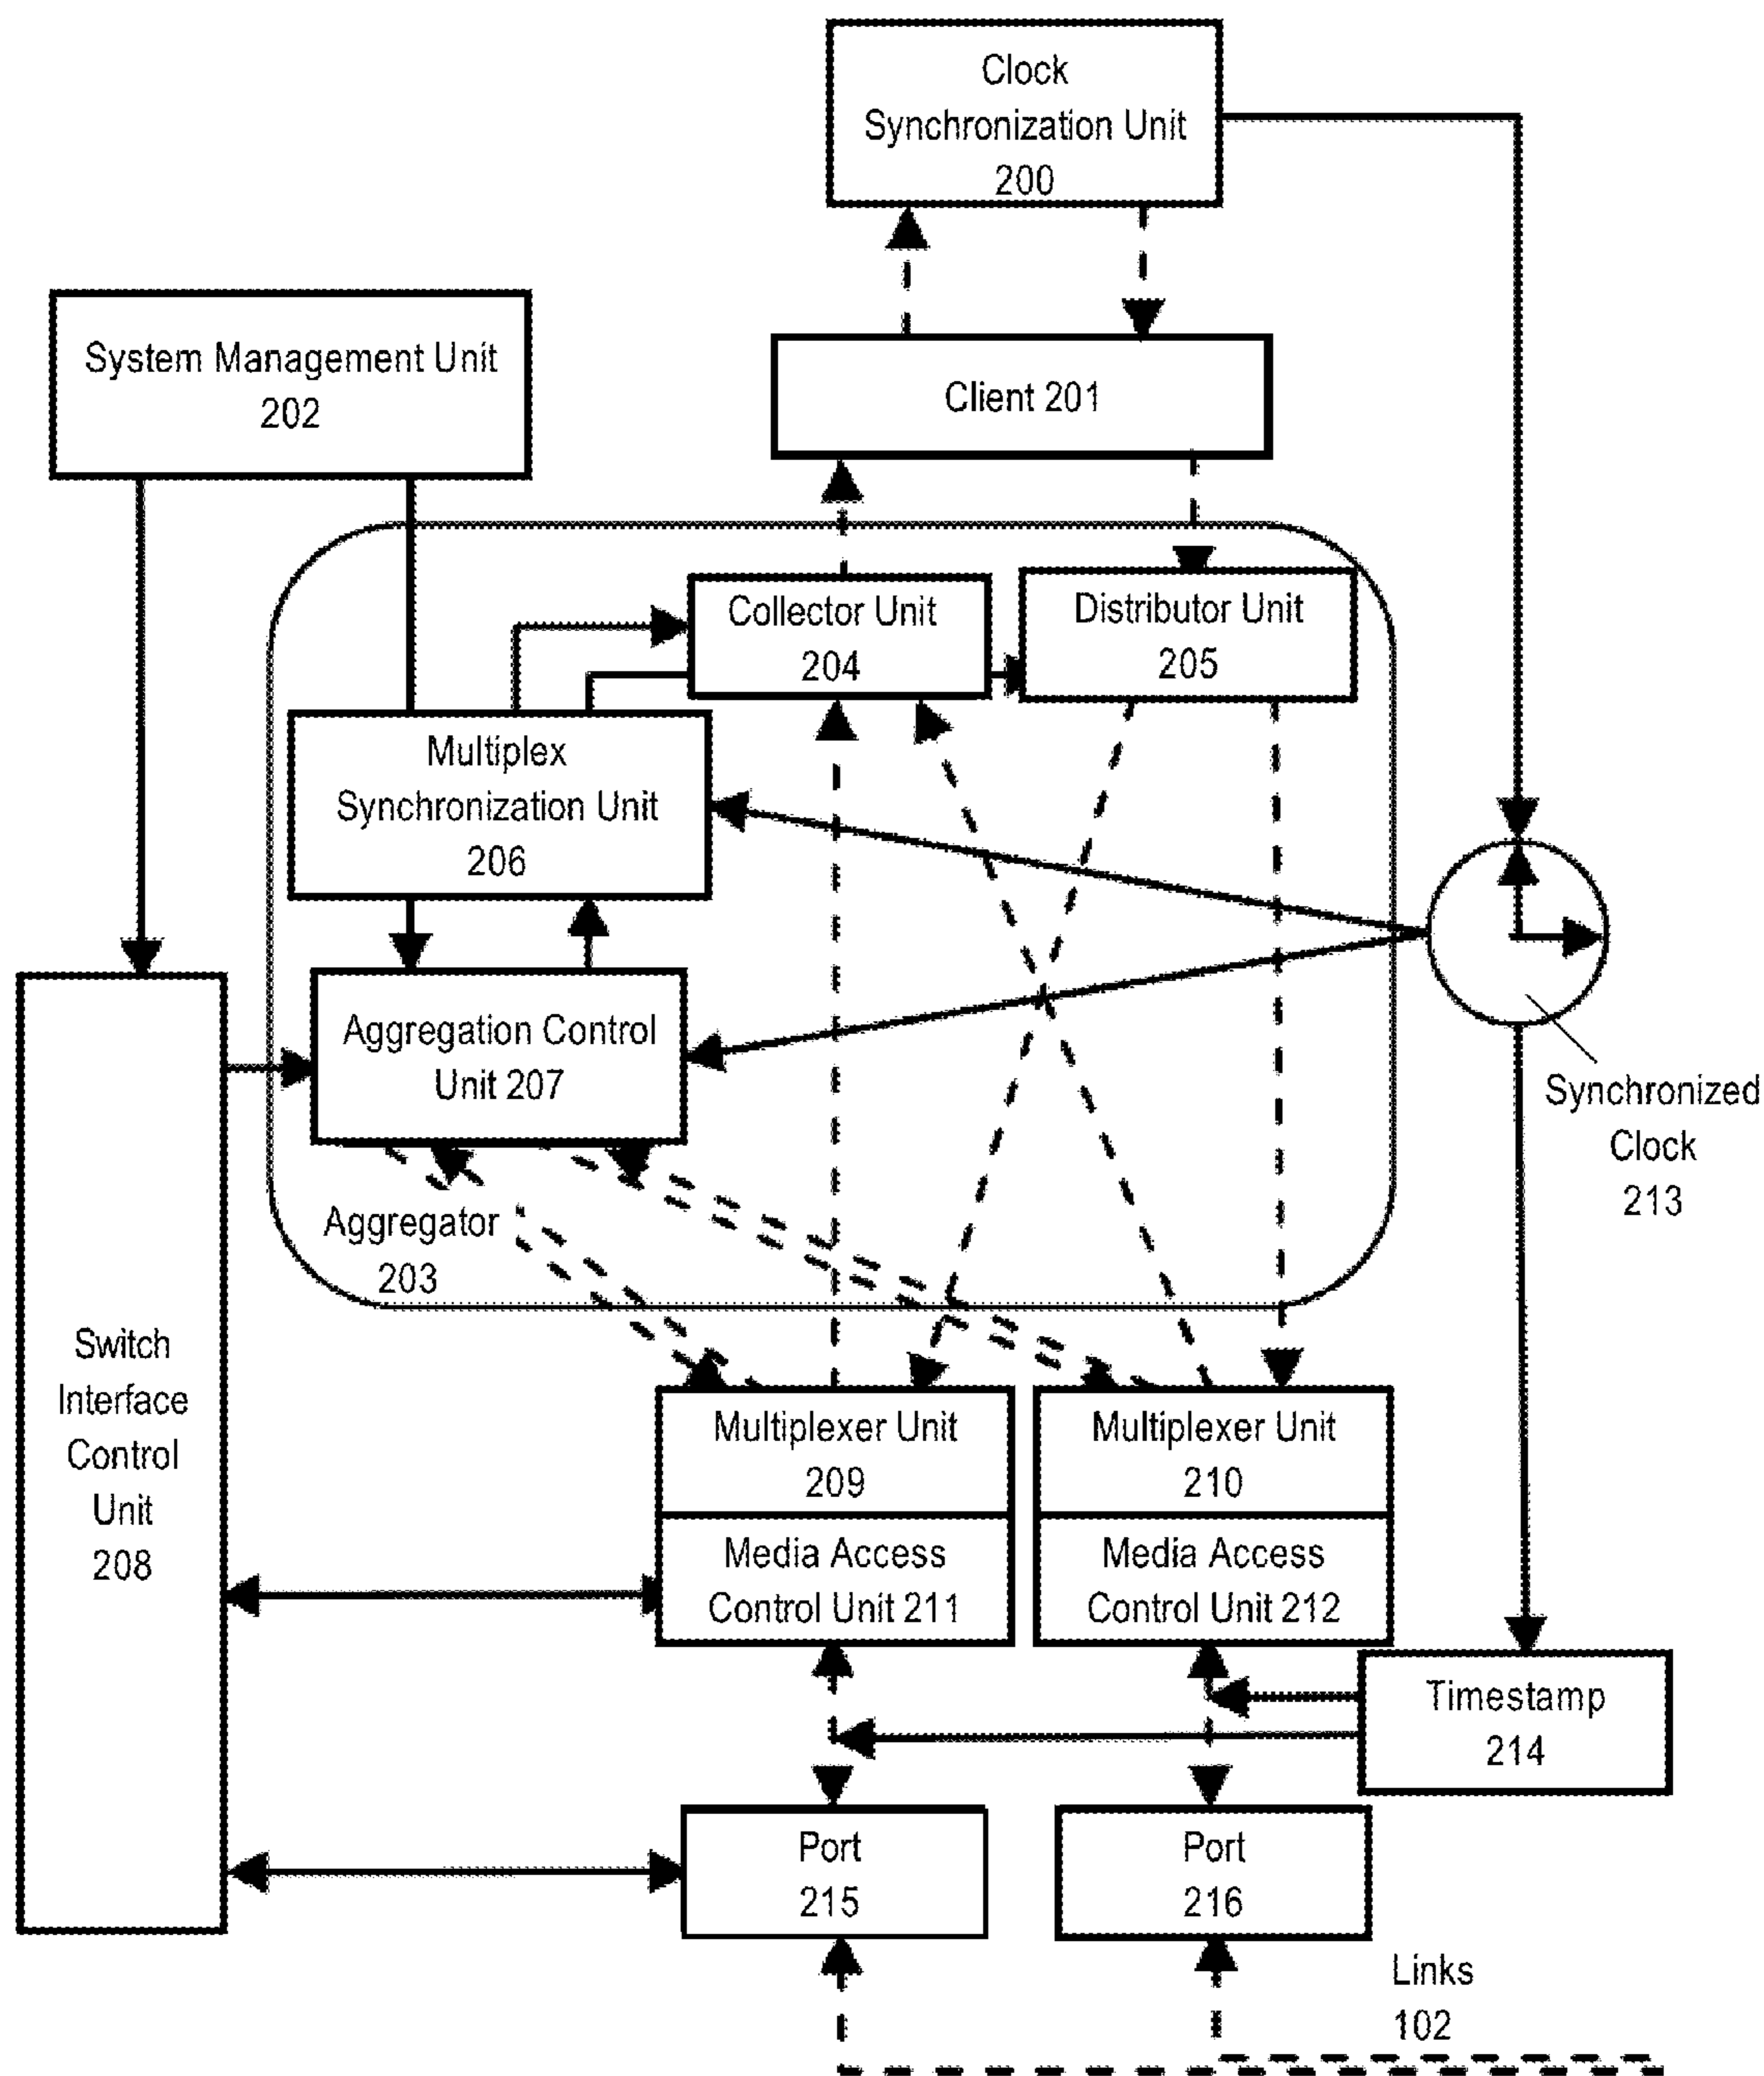 Clock
Synchronization Unit
200
System Management Unit
202
Client 201
Collector Unit
204
Distributor Unit
205
Multiplex
Synchronization Unit
206
Aggregation Control
Unit 207
Synchronized
Clock
213
Aggregator
203
Switch
Interface
Control
Unit
208
Multiplexer Unit
209
Multiplexer Unit
210
Media Access
Control Unit 211
Media Access
Control Unit 212
Timestamp
214
Port
215
Port
216
Links
102